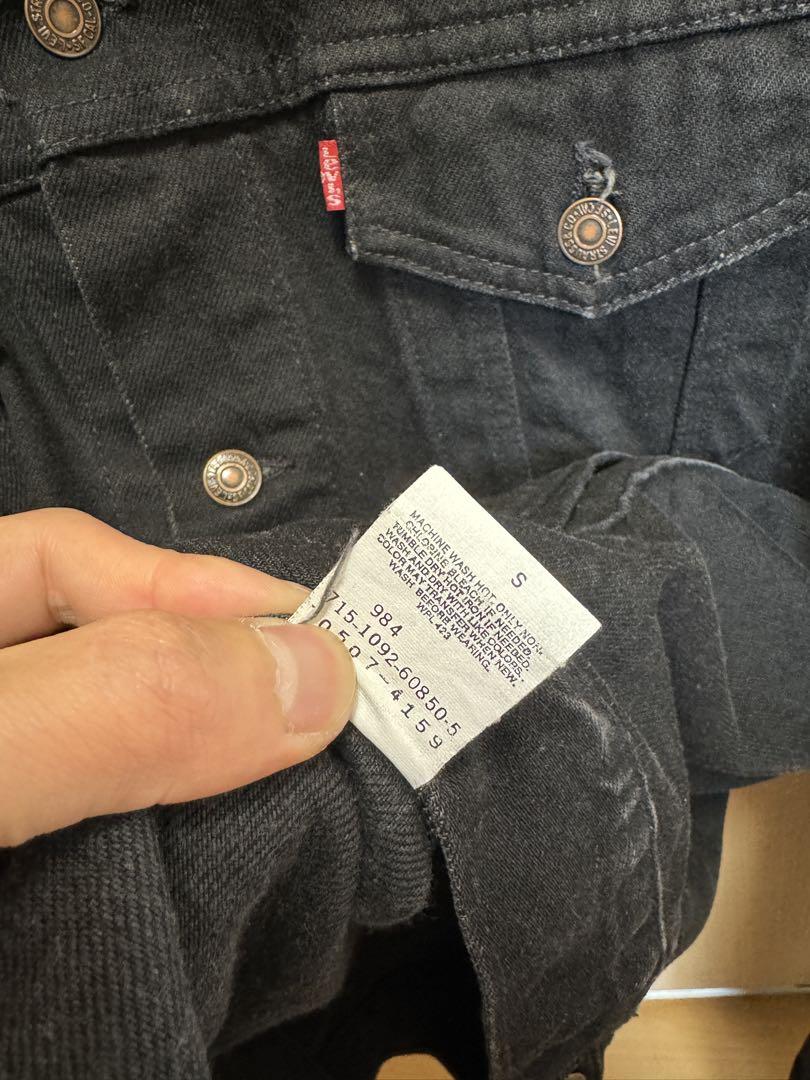 LEVI STRAUSS & CO
LEVI'S
S
MACHINE WASH HOT. ONLY NON-
CHLORINE BLEACH IF NEEDED.
TUMBLE DRY. HOT IRON IF NEEDED.
WASH AND DRY WITH LIKE COLORS.
COLOR MAY TRANSFER WHEN NEW.
WASH BEFORE WEARING.
WPL 423
984
715-1092-60850-5
0507-4159